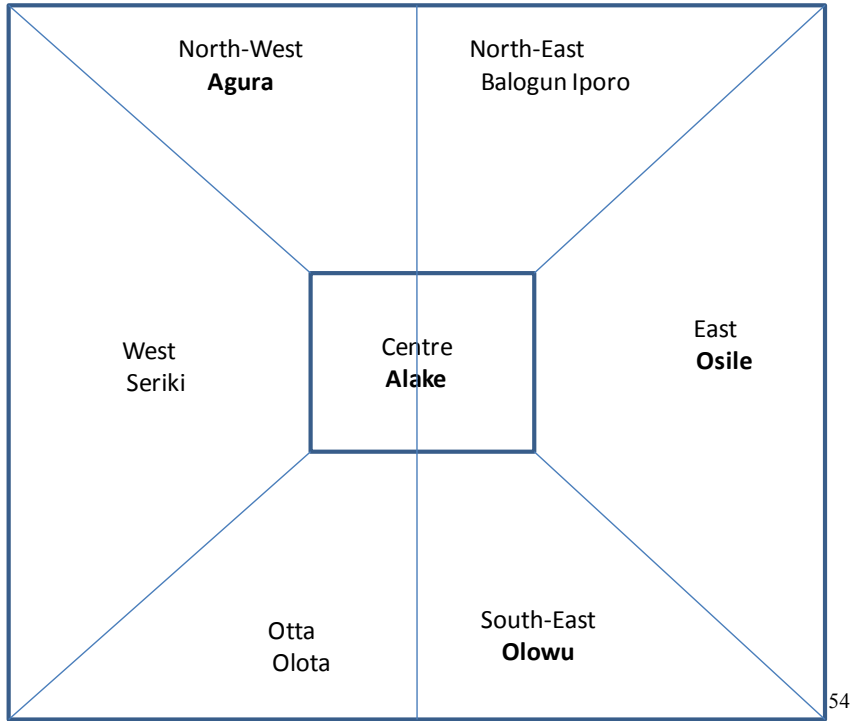 North-West
Agura
North-East
Balogun Iporo
West
Seriki
Centre
Alake
East
Osile
Otta
Olota
South-East
Olowu
54